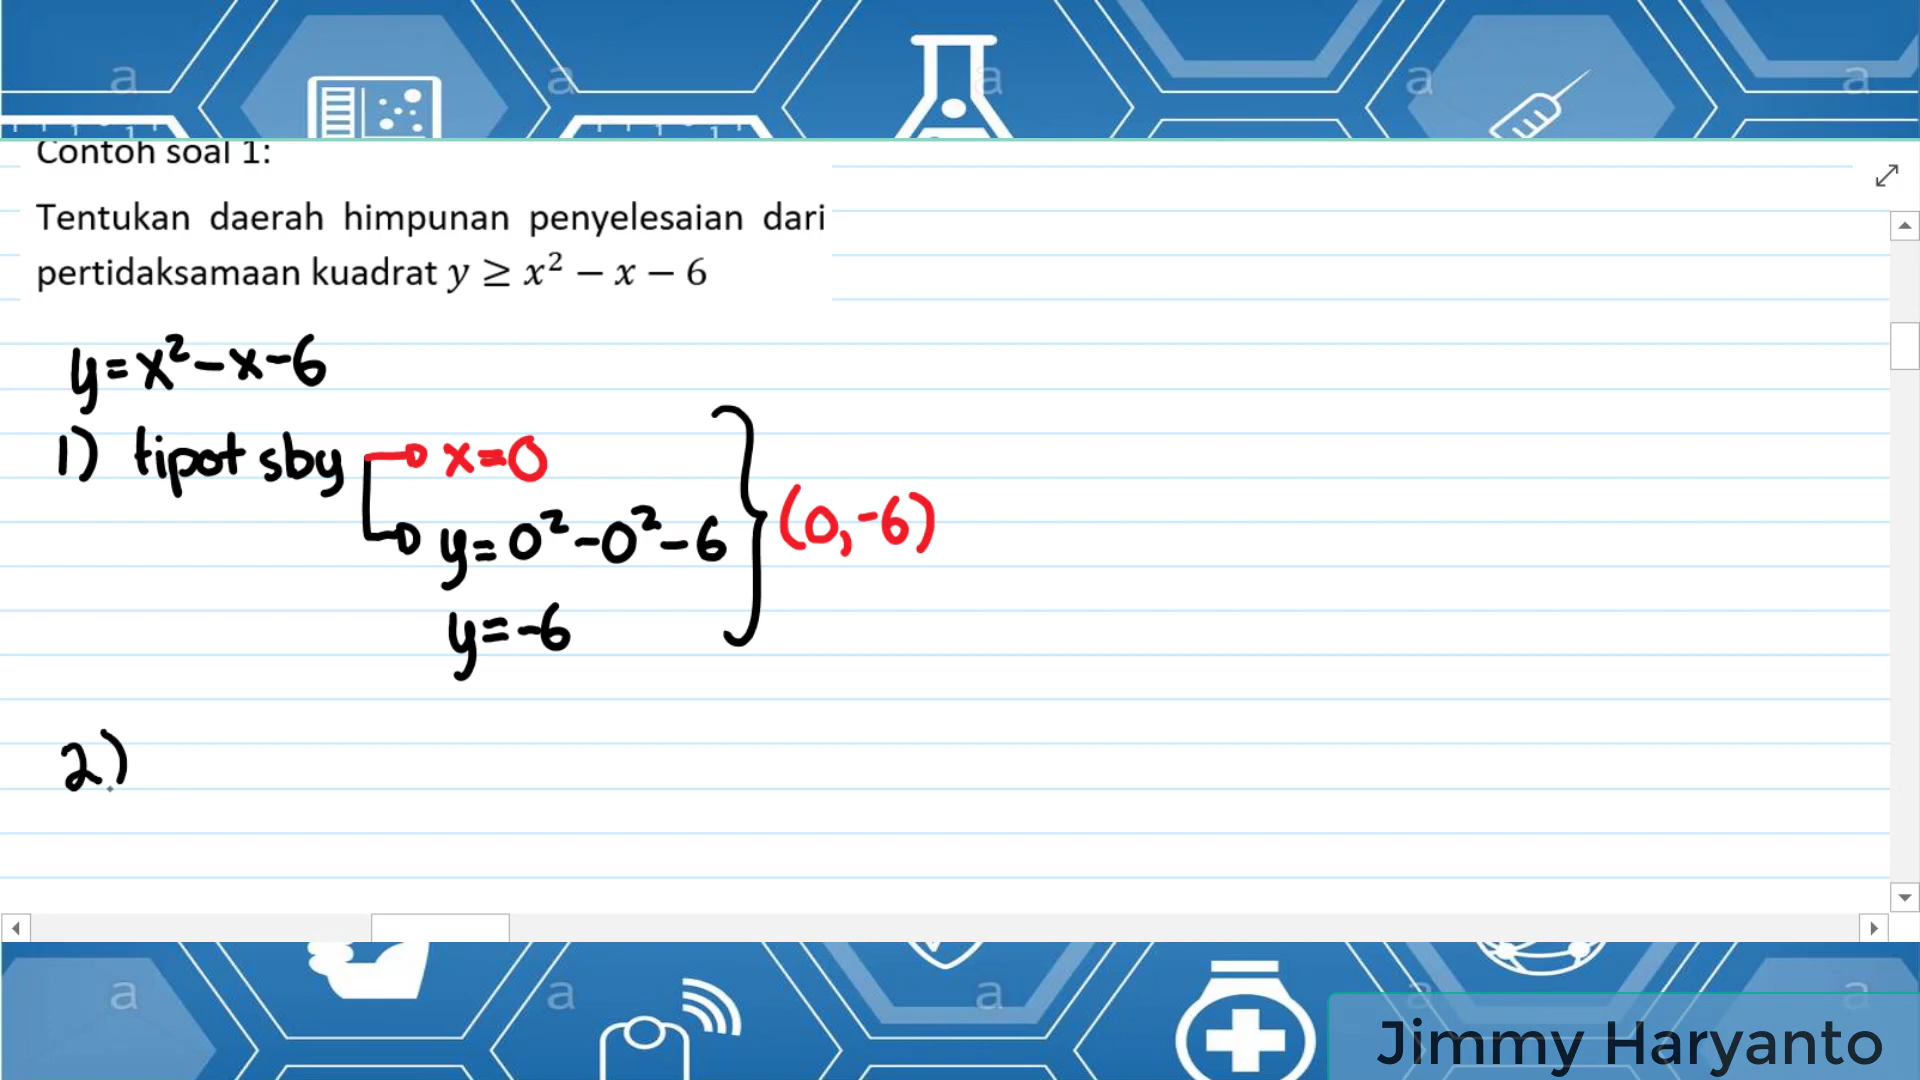 Contoh soal 1:
Tentukan daerah himpunan penyelesaian dari
pertidaksamaan kuadrat y ≥ x² − x − 6
y = x² − x − 6
1) tipot sby
x = 0
y = 0² − 0² − 6
y = −6
(0, −6)
2)
Jimmy Haryanto